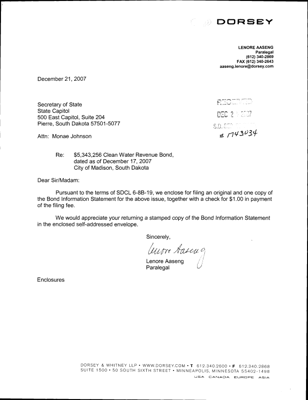 DORSEY
LENORE AASENG
Paralegal
(612) 340-2869
FAX (612) 340-2643
aaseng.lenore@dorsey.com
December 21, 2007
Secretary of State
State Capitol
500 East Capitol, Suite 204
Pierre, South Dakota 57501-5077
Attn: Monae Johnson
# 1743434
Re: $5,343,256 Clean Water Revenue Bond,
dated as of December 17, 2007
City of Madison, South Dakota
Dear Sir/Madam:
Pursuant to the terms of SDCL 6-8B-19, we enclose for filing an original and one copy of
the Bond Information Statement for the above issue, together with a check for $1.00 in payment
of the filing fee.
We would appreciate your returning a stamped copy of the Bond Information Statement
in the enclosed self-addressed envelope.
Sincerely,
Lenore Aaseng
Lenore Aaseng
Paralegal
Enclosures
DORSEY & WHITNEY LLP • WWW.DORSEY.COM • T 612.340.2600 • F 612.340.2868
SUITE 1500 • 50 SOUTH SIXTH STREET • MINNEAPOLIS, MINNESOTA 55402-1498
USA CANADA EUROPE ASIA